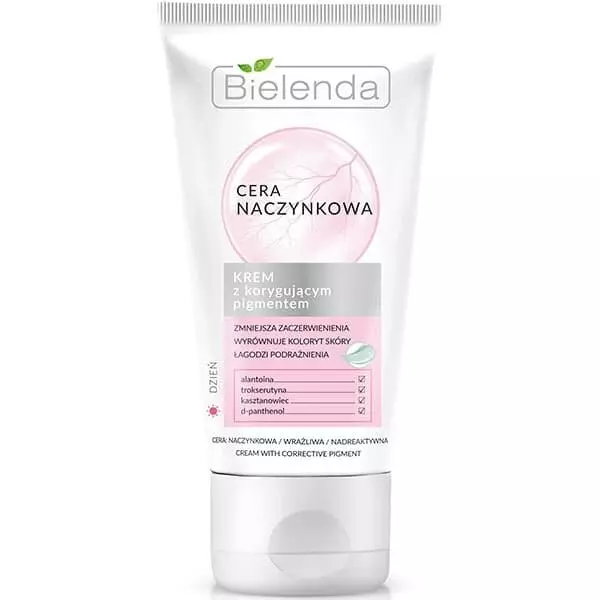 Bielenda
CERA
NACZYNKOWA
KREM
z korygującym
pigmentem
ZMNIEJSZA ZACZERWIENIENIA
WYRÓWNUJE KOLORYT SKÓRY
ŁAGODZI PODRAŻNIENIA
DZIEŃ
alantoina
trokserutyna
kasztanowiec
d-panthenol
CERA: NACZYNKOWA / WRAŻLIWA / NADREAKTYWNA
CREAM WITH CORRECTIVE PIGMENT